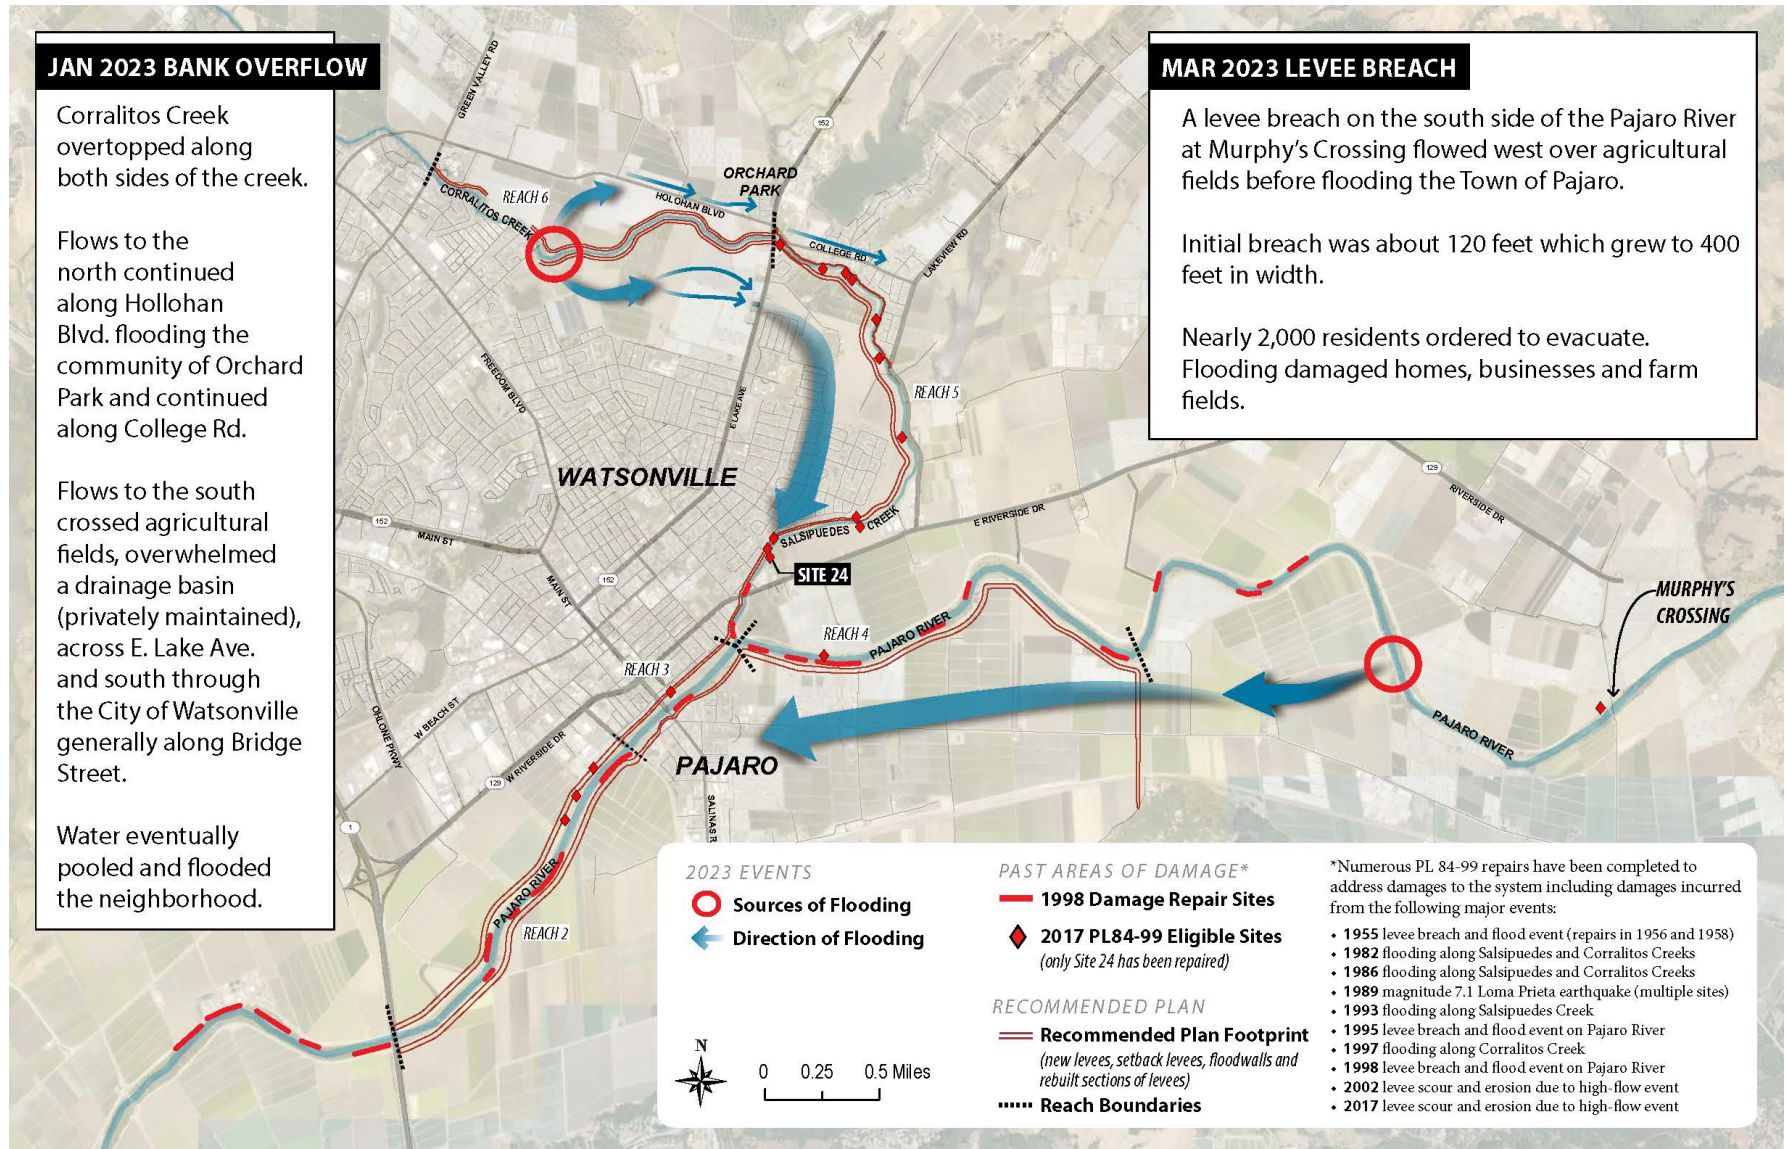 JAN 2023 BANK OVERFLOW
Corralitos Creek
overtopped along
both sides of the creek.
Flows to the
north continued
along Hollohan
Blvd. flooding the
community of Orchard
Park and continued
along College Rd.
Flows to the south
crossed agricultural
fields, overwhelmed
a drainage basin
(privately maintained),
across E. Lake Ave.
and south through
the City of Watsonville
generally along Bridge
Street.
Water eventually
pooled and flooded
the neighborhood.
MAR 2023 LEVEE BREACH
A levee breach on the south side of the Pajaro River
at Murphy's Crossing flowed west over agricultural
fields before flooding the Town of Pajaro.
Initial breach was about 120 feet which grew to 400
feet in width.
Nearly 2,000 residents ordered to evacuate.
Flooding damaged homes, businesses and farm
fields.
GREEN VALLEY RD
152
ORCHARD
PARK
REACH 6
HOLOHAN BLVD
CORRALITOS CREEK
COLLEGE RD
LAKEVIEW RD
FREEDOM BLVD
E LAKE AVE
REACH 5
WATSONVILLE
129
RIVERSIDE DR
152
MAIN ST
SALSIPUEDES CREEK
E RIVERSIDE DR
SITE 24
152
MAIN ST
MURPHY'S
CROSSING
REACH 4
PAJARO RIVER
REACH 3
OHLONE PKWY
W BEACH ST
W RIVERSIDE DR
129
PAJARO
PAJARO RIVER
SALINAS R
1
PAJARO RIVER
REACH 2
2023 EVENTS
Sources of Flooding
Direction of Flooding
N
0 0.25 0.5 Miles
PAST AREAS OF DAMAGE*
1998 Damage Repair Sites
2017 PL84-99 Eligible Sites
(only Site 24 has been repaired)
RECOMMENDED PLAN
Recommended Plan Footprint
(new levees, setback levees, floodwalls and
rebuilt sections of levees)
Reach Boundaries
*Numerous PL 84-99 repairs have been completed to
address damages to the system including damages incurred
from the following major events:
• 1955 levee breach and flood event (repairs in 1956 and 1958)
• 1982 flooding along Salsipuedes and Corralitos Creeks
• 1986 flooding along Salsipuedes and Corralitos Creeks
• 1989 magnitude 7.1 Loma Prieta earthquake (multiple sites)
• 1993 flooding along Salsipuedes Creek
• 1995 levee breach and flood event on Pajaro River
• 1997 flooding along Corralitos Creek
• 1998 levee breach and flood event on Pajaro River
• 2002 levee scour and erosion due to high-flow event
• 2017 levee scour and erosion due to high-flow event